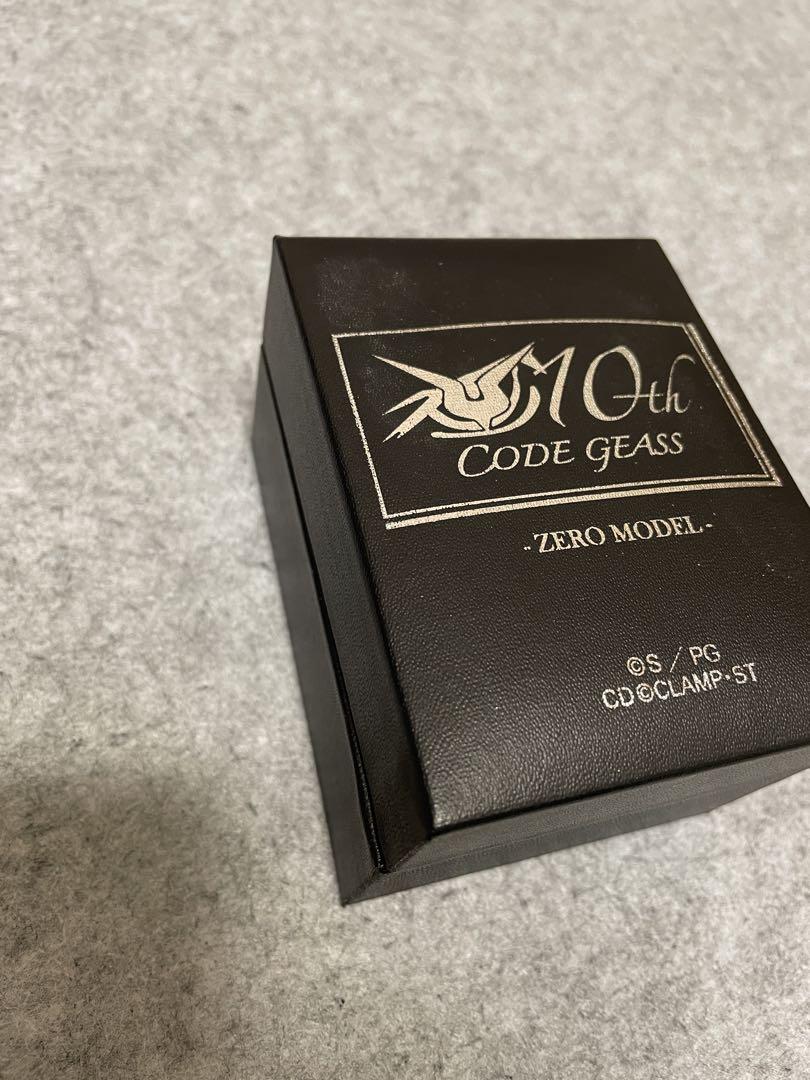 10th
CODE GEASS
- ZERO MODEL -
©S / PG
CD©CLAMP・ST